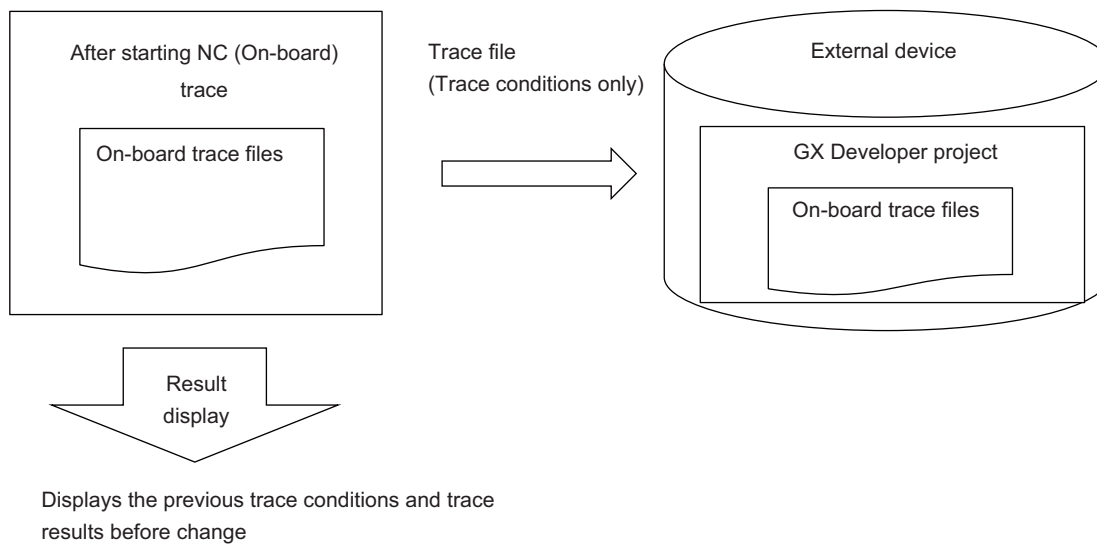 After starting NC (On-board)
trace
On-board trace files
Trace file
(Trace conditions only)
External device
GX Developer project
On-board trace files
Result
display
Displays the previous trace conditions and trace
results before change